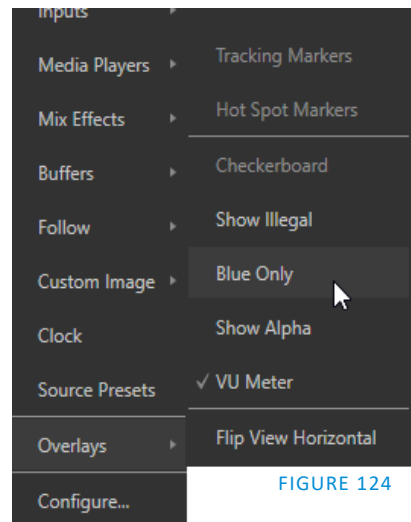 Inputs
Media Players
Mix Effects
Buffers
Follow
Custom Image
Clock
Source Presets
Overlays
Configure...
Tracking Markers
Hot Spot Markers
Checkerboard
Show Illegal
Blue Only
Show Alpha
✓ VU Meter
Flip View Horizontal
FIGURE 124